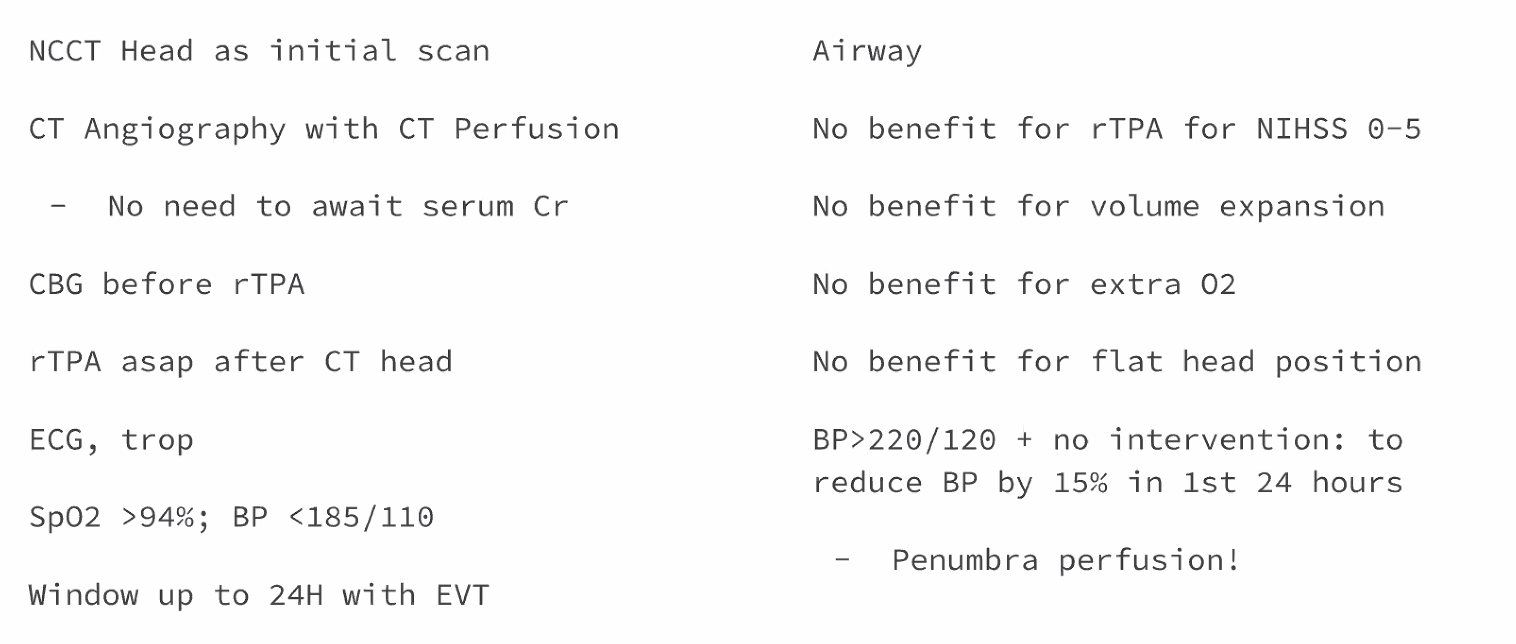 NCCT Head as initial scan
CT Angiography with CT Perfusion
- No need to await serum Cr
CBG before rTPA
rTPA asap after CT head
ECG, trop
SpO2 >94%; BP <185/110
Window up to 24H with EVT
Airway
No benefit for rTPA for NIHSS 0-5
No benefit for volume expansion
No benefit for extra O2
No benefit for flat head position
BP>220/120 + no intervention: to
reduce BP by 15% in 1st 24 hours
- Penumbra perfusion!